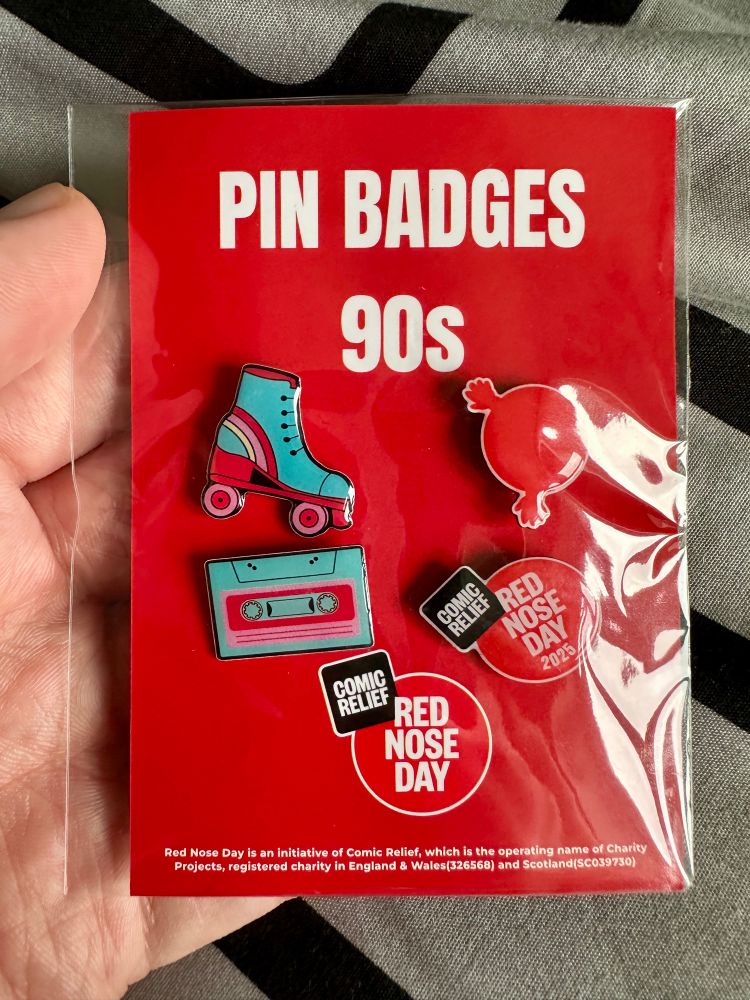 PIN BADGES
90s
COMIC
RELIEF
RED
NOSE
DAY
2025
COMIC
RELIEF
RED
NOSE
DAY
Red Nose Day is an initiative of Comic Relief, which is the operating name of Charity
Projects, registered charity in England & Wales(326568) and Scotland(SC039730)